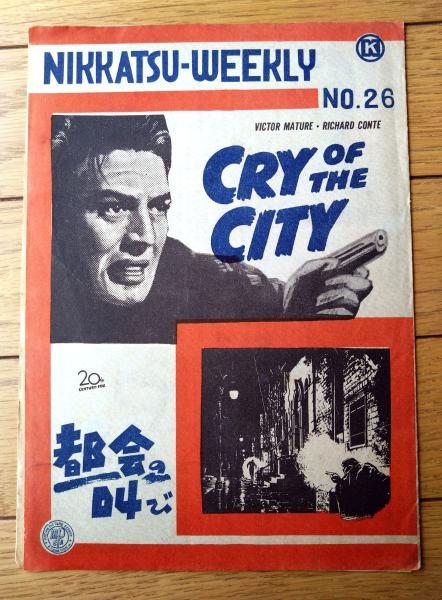 NIKKATSU-WEEKLY
K
NO.26
VICTOR MATURE・RICHARD CONTE
CRY OF THE
CITY
20th
CENTURY-FOX
都会の
叫び